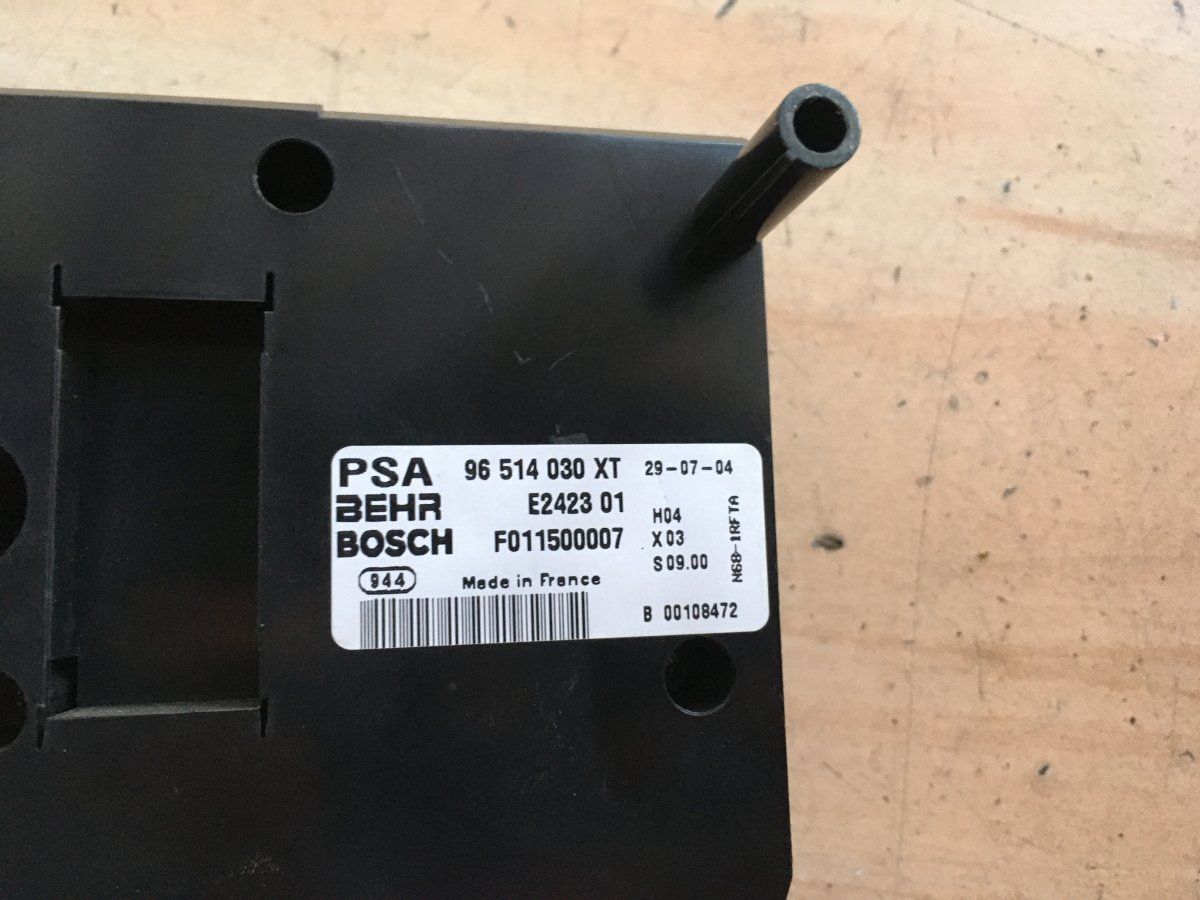 PSA 96 514 030 XT 29-07-04
BEHR E2423 01 H04
BOSCH F011500007 X03
S09.00
944 Made in France
B 00108472
N68-1RFTA